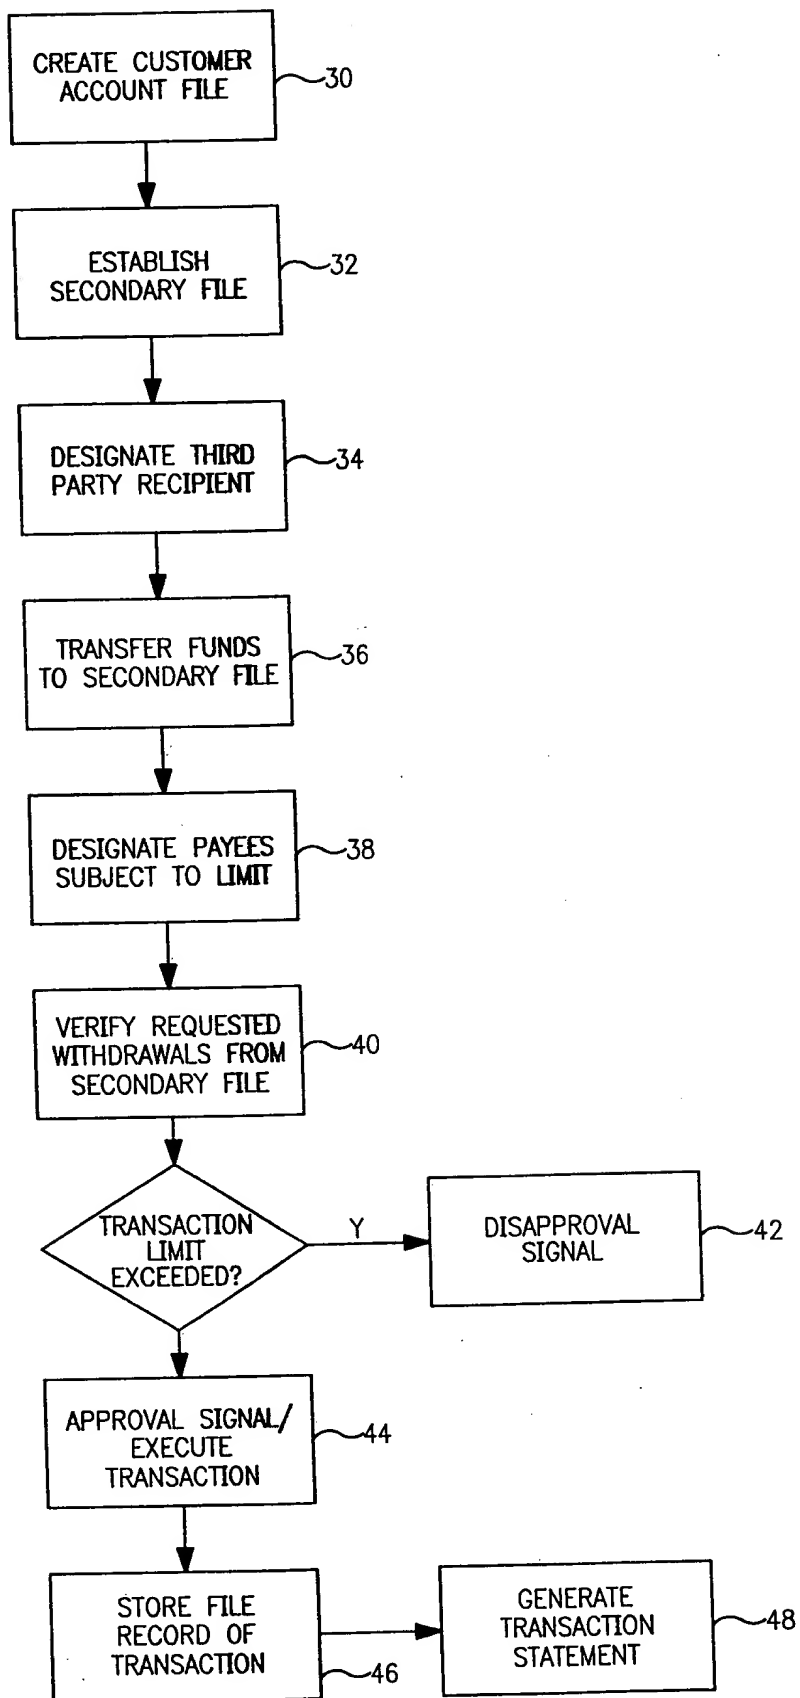 CREATE CUSTOMER
ACCOUNT FILE
30
ESTABLISH
SECONDARY FILE
32
DESIGNATE THIRD
PARTY RECIPIENT
34
TRANSFER FUNDS
TO SECONDARY FILE
36
DESIGNATE PAYEES
SUBJECT TO LIMIT
38
VERIFY REQUESTED
WITHDRAWALS FROM
SECONDARY FILE
40
TRANSACTION
LIMIT
EXCEEDED?
Y
DISAPPROVAL
SIGNAL
42
APPROVAL SIGNAL/
EXECUTE
TRANSACTION
44
STORE FILE
RECORD OF
TRANSACTION
46
GENERATE
TRANSACTION
STATEMENT
48